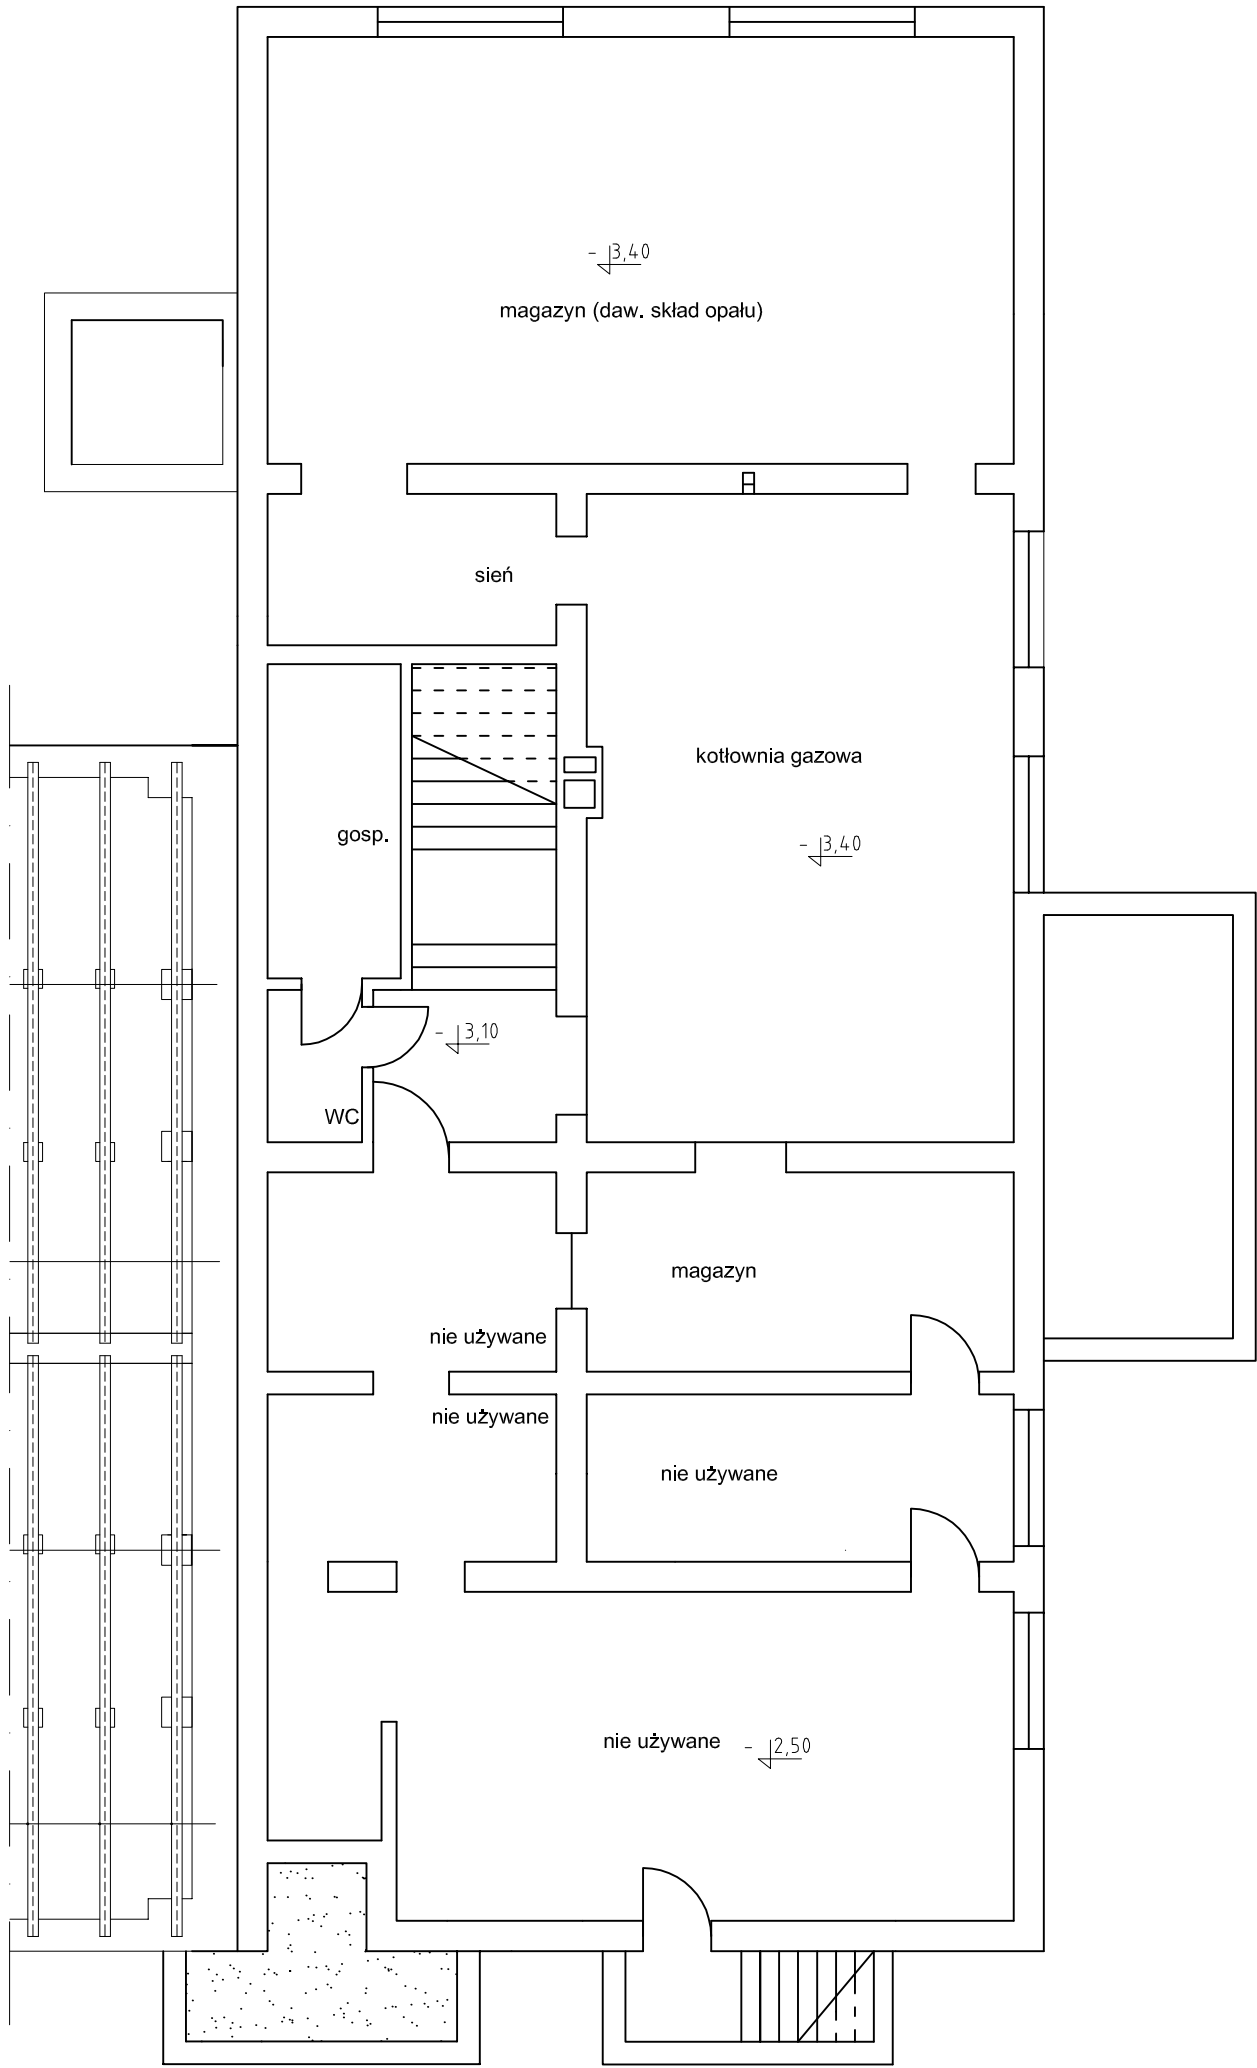 - 3,40
magazyn (daw. skład opału)
sień
kotłownia gazowa
gosp.
- 3,40
- 3,10
WC
magazyn
nie używane
nie używane
nie używane
nie używane
- 2,50